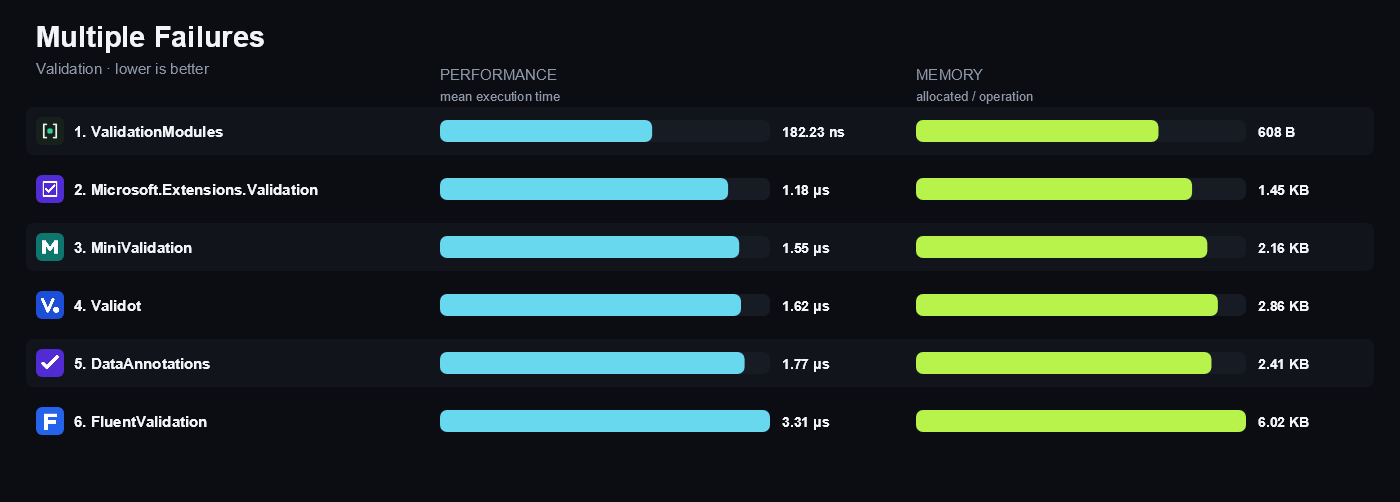 Multiple Failures
Validation · lower is better
PERFORMANCE
mean execution time
MEMORY
allocated / operation
1. ValidationModules 182.23 ns 608 B
2. Microsoft.Extensions.Validation 1.18 µs 1.45 KB
M 3. MiniValidation 1.55 µs 2.16 KB
V. 4. Validot 1.62 µs 2.86 KB
5. DataAnnotations 1.77 µs 2.41 KB
F 6. FluentValidation 3.31 µs 6.02 KB